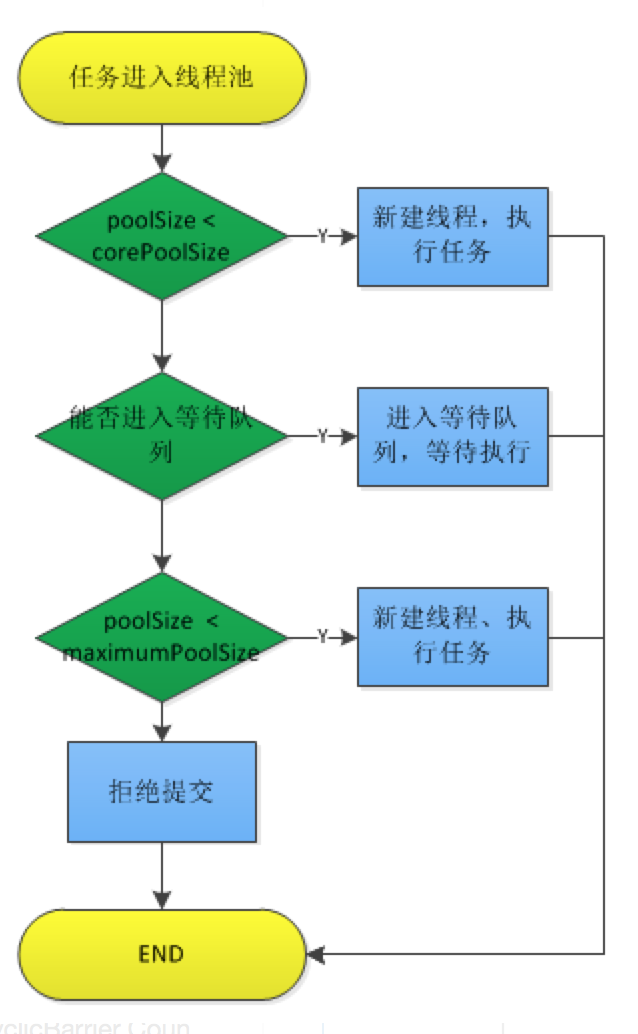 任务进入线程池
poolSize <
corePoolSize
Y
新建线程，执
行任务
能否进入等待队
列
Y
进入等待队
列，等待执行
poolSize <
maximumPoolSize
Y
新建线程、执
行任务
拒绝提交
END
yclicBarrier Coun